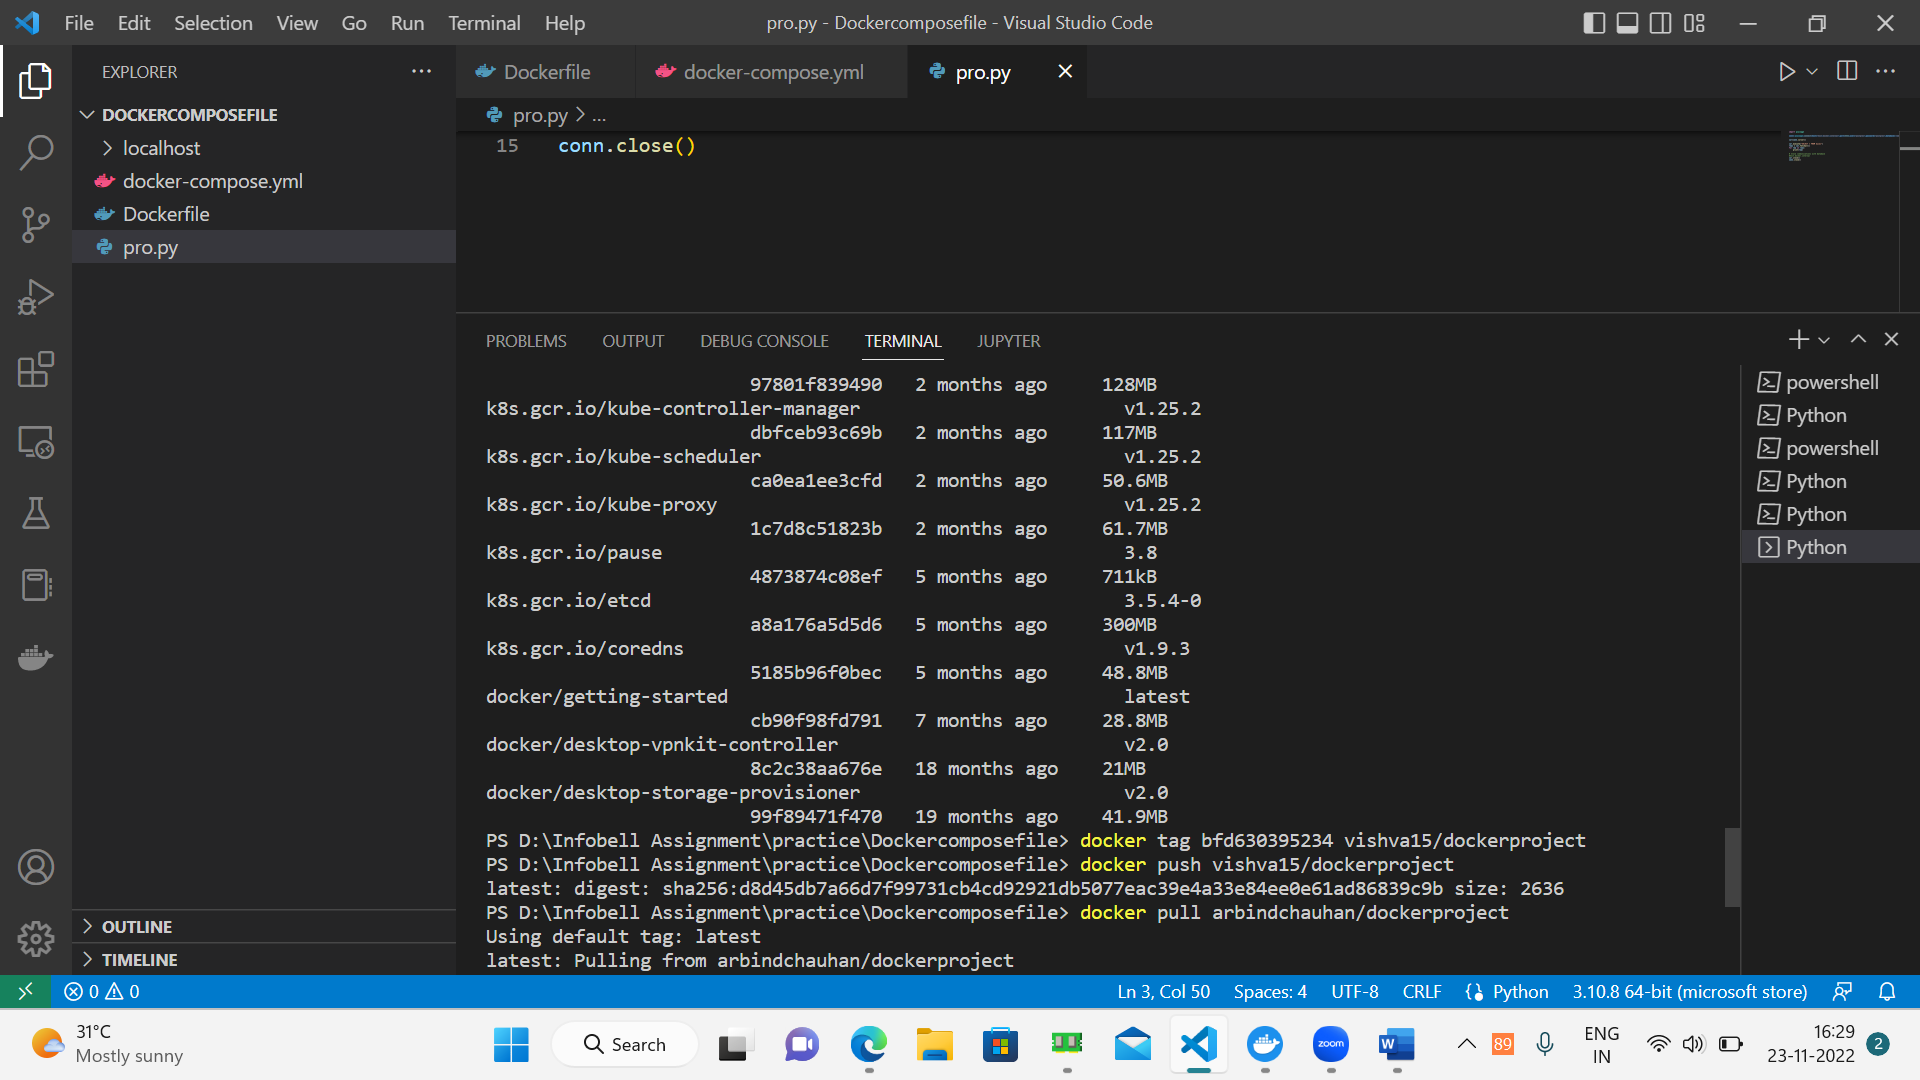 File Edit Selection View Go Run Terminal Help
pro.py - Dockercomposefile - Visual Studio Code
EXPLORER
DOCKERCOMPOSEFILE
localhost
docker-compose.yml
Dockerfile
pro.py
OUTLINE
TIMELINE
Dockerfile docker-compose.yml pro.py
pro.py > ...
15 conn.close()
PROBLEMS OUTPUT DEBUG CONSOLE TERMINAL JUPYTER
97801f839490 2 months ago 128MB
k8s.gcr.io/kube-controller-manager v1.25.2
dbfceb93c69b 2 months ago 117MB
k8s.gcr.io/kube-scheduler v1.25.2
ca0ea1ee3cfd 2 months ago 50.6MB
k8s.gcr.io/kube-proxy v1.25.2
1c7d8c51823b 2 months ago 61.7MB
k8s.gcr.io/pause 3.8
4873874c08ef 5 months ago 711kB
k8s.gcr.io/etcd 3.5.4-0
a8a176a5d5d6 5 months ago 300MB
k8s.gcr.io/coredns v1.9.3
5185b96f0bec 5 months ago 48.8MB
docker/getting-started latest
cb90f98fd791 7 months ago 28.8MB
docker/desktop-vpnkit-controller v2.0
8c2c38aa676e 18 months ago 21MB
docker/desktop-storage-provisioner v2.0
99f89471f470 19 months ago 41.9MB
PS D:\Infobell Assignment\practice\Dockercomposefile> docker tag bfd630395234 vishva15/dockerproject
PS D:\Infobell Assignment\practice\Dockercomposefile> docker push vishva15/dockerproject
latest: digest: sha256:d8d45db7a66d7f99731cb4cd92921db5077eac39e4a33e84ee0e61ad86839c9b size: 2636
PS D:\Infobell Assignment\practice\Dockercomposefile> docker pull arbindchauhan/dockerproject
Using default tag: latest
latest: Pulling from arbindchauhan/dockerproject
powershell
Python
powershell
Python
Python
Python
0 0
Ln 3, Col 50 Spaces: 4 UTF-8 CRLF Python 3.10.8 64-bit (microsoft store)
31°C
Mostly sunny
Search
zoom
89
ENG
IN
16:29
23-11-2022
2